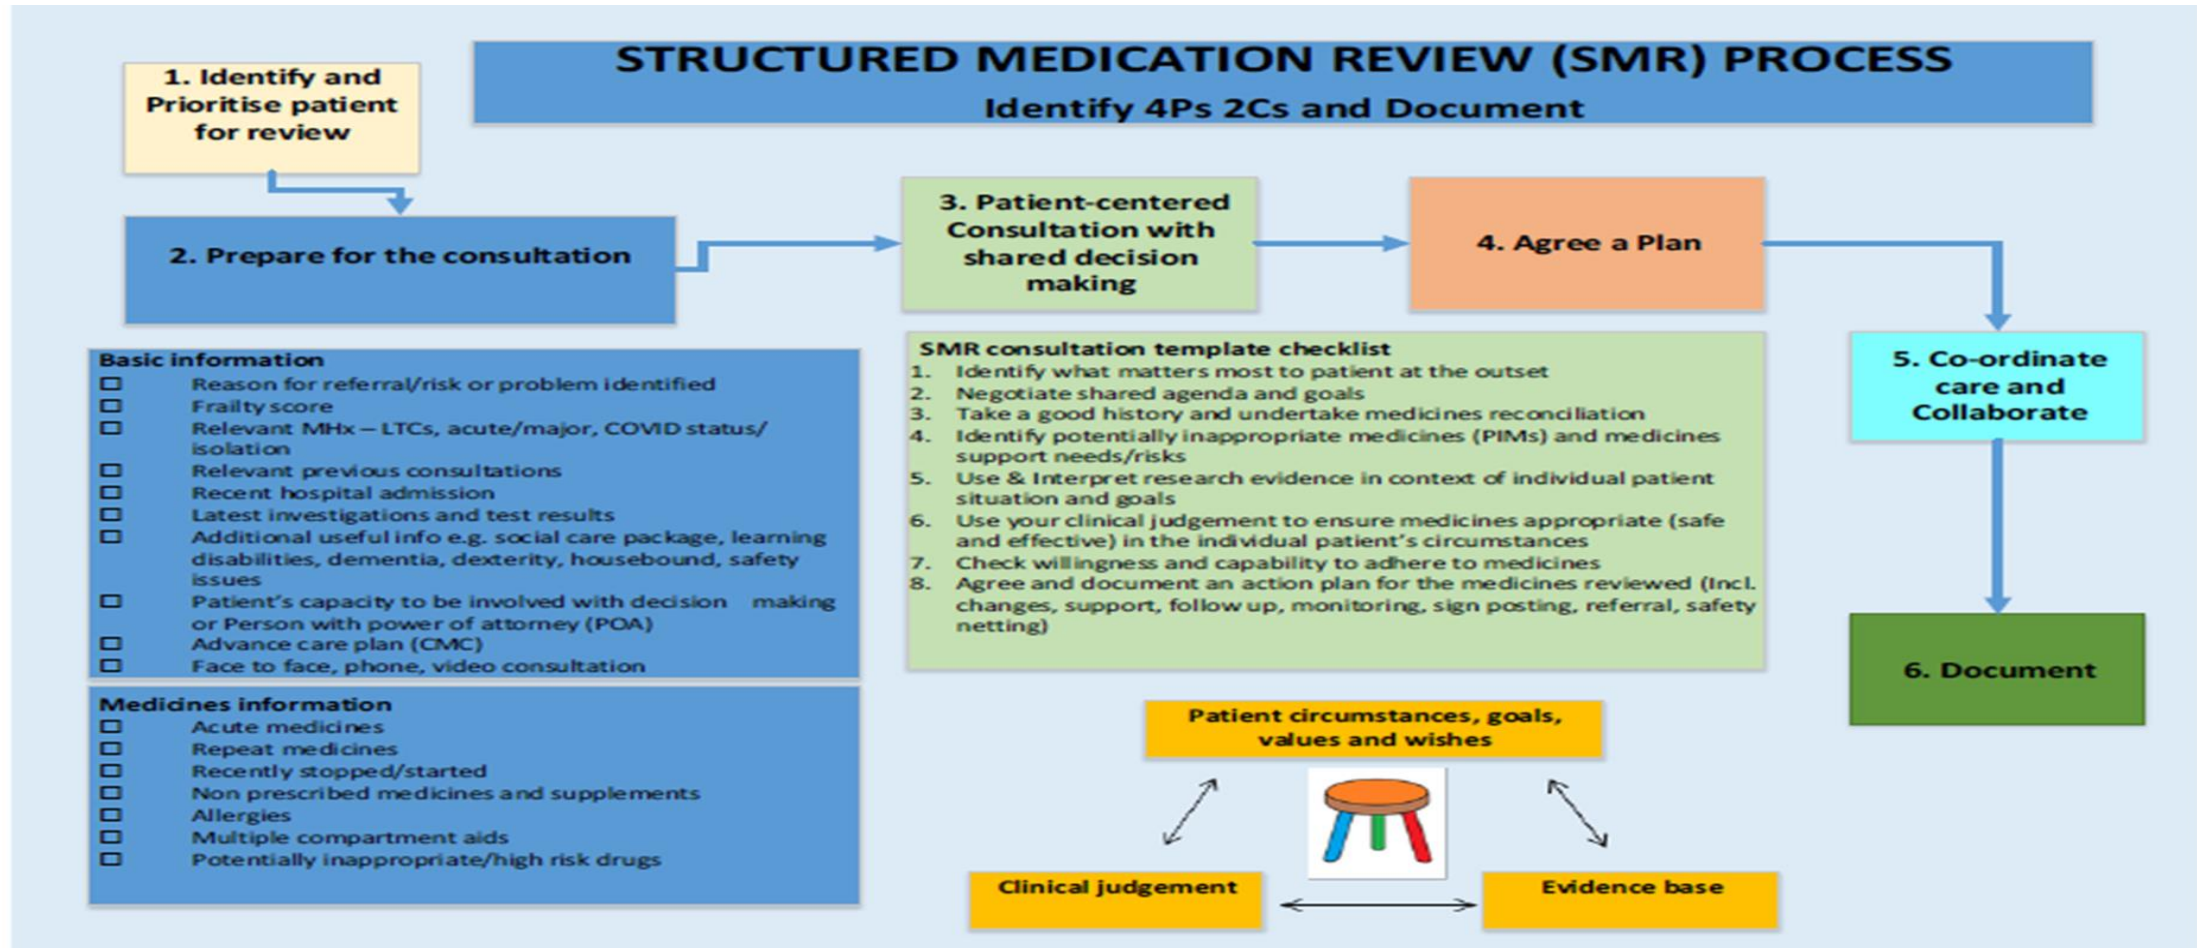 STRUCTURED MEDICATION REVIEW (SMR) PROCESS
Identify 4Ps 2Cs and Document
1. Identify and
Prioritise patient
for review
2. Prepare for the consultation
3. Patient-centered
Consultation with
shared decision
making
4. Agree a Plan
5. Co-ordinate
care and
Collaborate
6. Document
Basic information
☐ Reason for referral/risk or problem identified
☐ Frailty score
☐ Relevant MHx – LTCs, acute/major, COVID status/
isolation
☐ Relevant previous consultations
☐ Recent hospital admission
☐ Latest investigations and test results
☐ Additional useful info e.g. social care package, learning
disabilities, dementia, dexterity, housebound, safety
issues
☐ Patient's capacity to be involved with decision making
or Person with power of attorney (POA)
☐ Advance care plan (CMC)
☐ Face to face, phone, video consultation
Medicines information
☐ Acute medicines
☐ Repeat medicines
☐ Recently stopped/started
☐ Non prescribed medicines and supplements
☐ Allergies
☐ Multiple compartment aids
☐ Potentially inappropriate/high risk drugs
SMR consultation template checklist
1. Identify what matters most to patient at the outset
2. Negotiate shared agenda and goals
3. Take a good history and undertake medicines reconciliation
4. Identify potentially inappropriate medicines (PIMs) and medicines
support needs/risks
5. Use & Interpret research evidence in context of individual patient
situation and goals
6. Use your clinical judgement to ensure medicines appropriate (safe
and effective) in the individual patient's circumstances
7. Check willingness and capability to adhere to medicines
8. Agree and document an action plan for the medicines reviewed (Incl.
changes, support, follow up, monitoring, sign posting, referral, safety
netting)
Patient circumstances, goals,
values and wishes
Clinical judgement
Evidence base